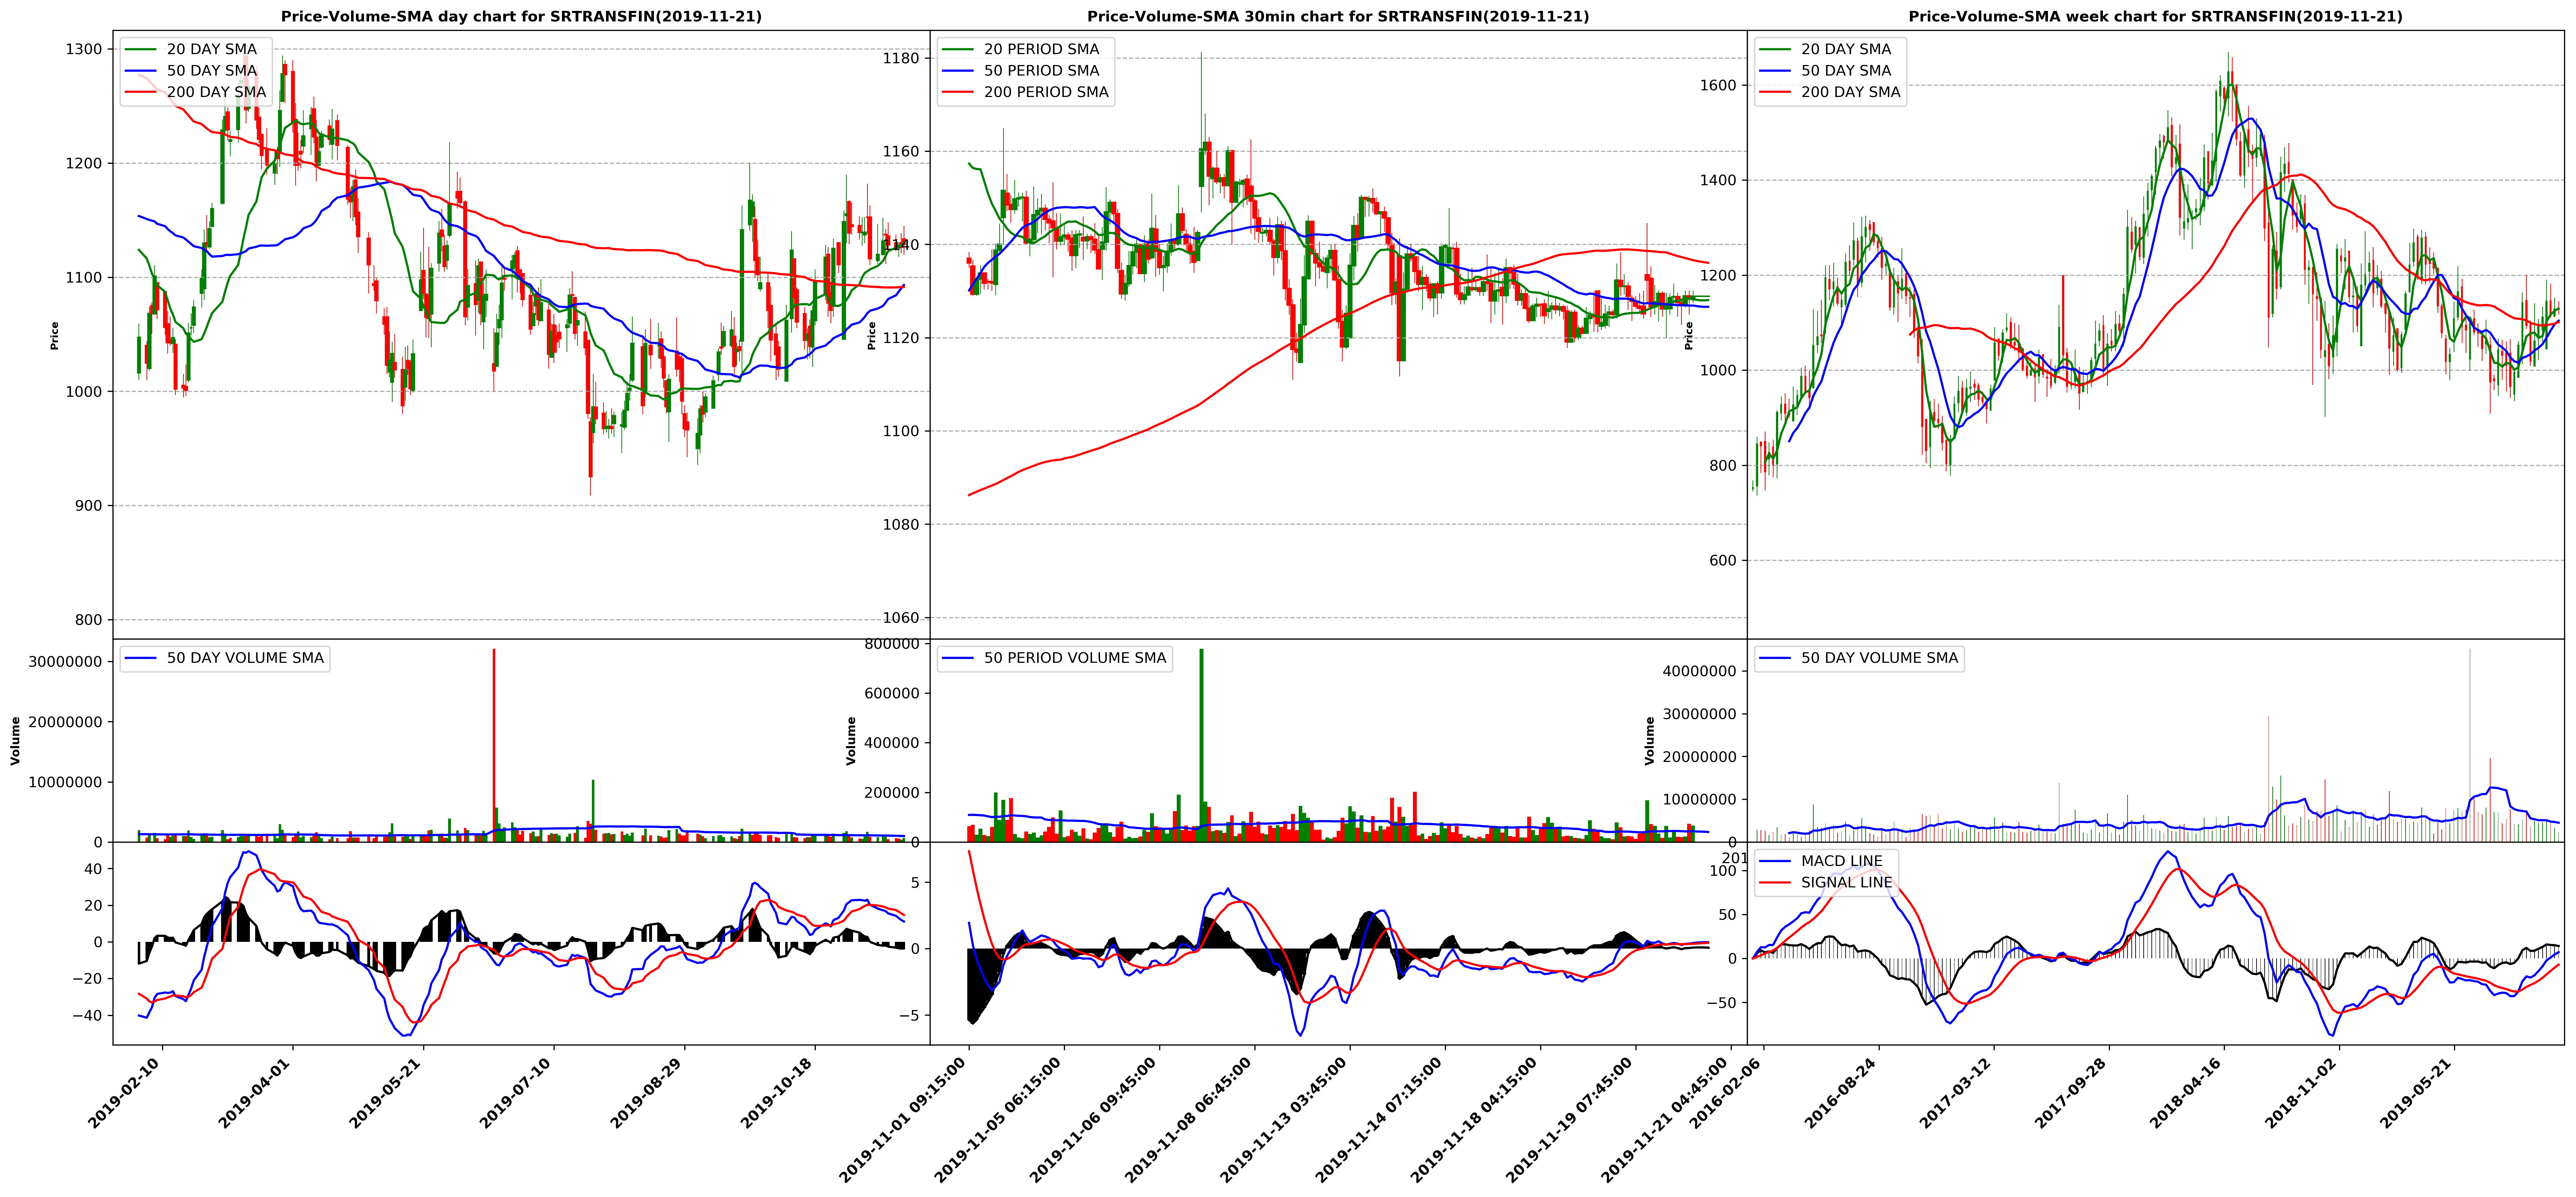 Price-Volume-SMA day chart for SRTRANSFIN(2019-11-21)
20 DAY SMA
50 DAY SMA
200 DAY SMA
1300
1200
1100
1000
900
800
Price
50 DAY VOLUME SMA
30000000
20000000
10000000
0
Volume
40
20
0
−20
−40
2019-02-10
2019-04-01
2019-05-21
2019-07-10
2019-08-29
2019-10-18
Price-Volume-SMA 30min chart for SRTRANSFIN(2019-11-21)
20 PERIOD SMA
50 PERIOD SMA
200 PERIOD SMA
1180
1160
1140
1120
1100
1080
1060
Price
50 PERIOD VOLUME SMA
800000
600000
400000
200000
0
Volume
5
0
−5
2019-11-01 09:15:00
2019-11-05 06:15:00
2019-11-06 09:45:00
2019-11-08 06:45:00
2019-11-13 03:45:00
2019-11-14 07:15:00
2019-11-18 04:15:00
2019-11-19 07:45:00
2019-11-21 04:45:00
Price-Volume-SMA week chart for SRTRANSFIN(2019-11-21)
20 DAY SMA
50 DAY SMA
200 DAY SMA
1600
1400
1200
1000
800
600
Price
50 DAY VOLUME SMA
40000000
30000000
20000000
10000000
0
Volume
201
MACD LINE
SIGNAL LINE
100
50
0
−50
2016-02-06
2016-08-24
2017-03-12
2017-09-28
2018-04-16
2018-11-02
2019-05-21